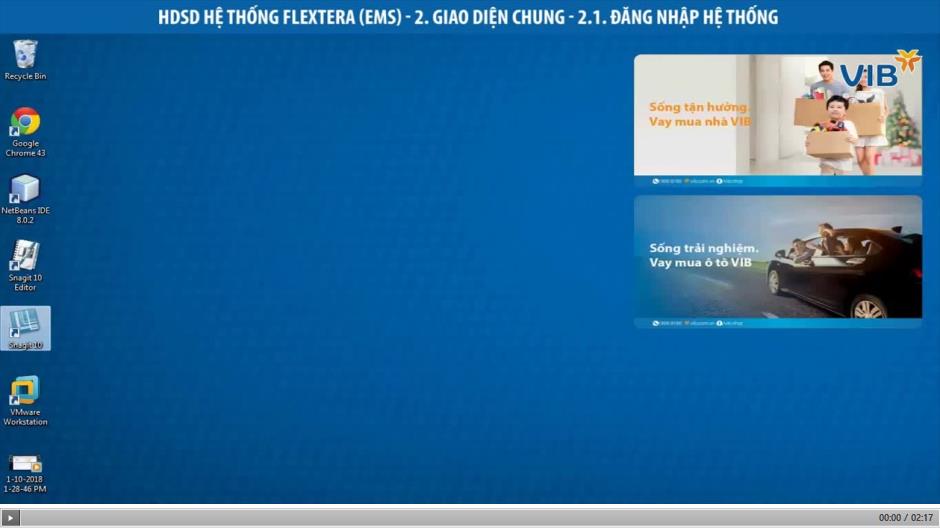 HDSD HỆ THỐNG FLEXTERA (EMS) - 2. GIAO DIỆN CHUNG - 2.1. ĐĂNG NHẬP HỆ THỐNG
Recycle Bin
Google
Chrome 43
NetBeans IDE
8.0.2
Snagit 10
Editor
Snagit 10
VMware
Workstation
1-10-2018
1-28-46 PM
VIB
Sống tận hưởng.
Vay mua nhà VIB
Sống trải nghiệm.
Vay mua ô tô VIB
00:00 / 02:17